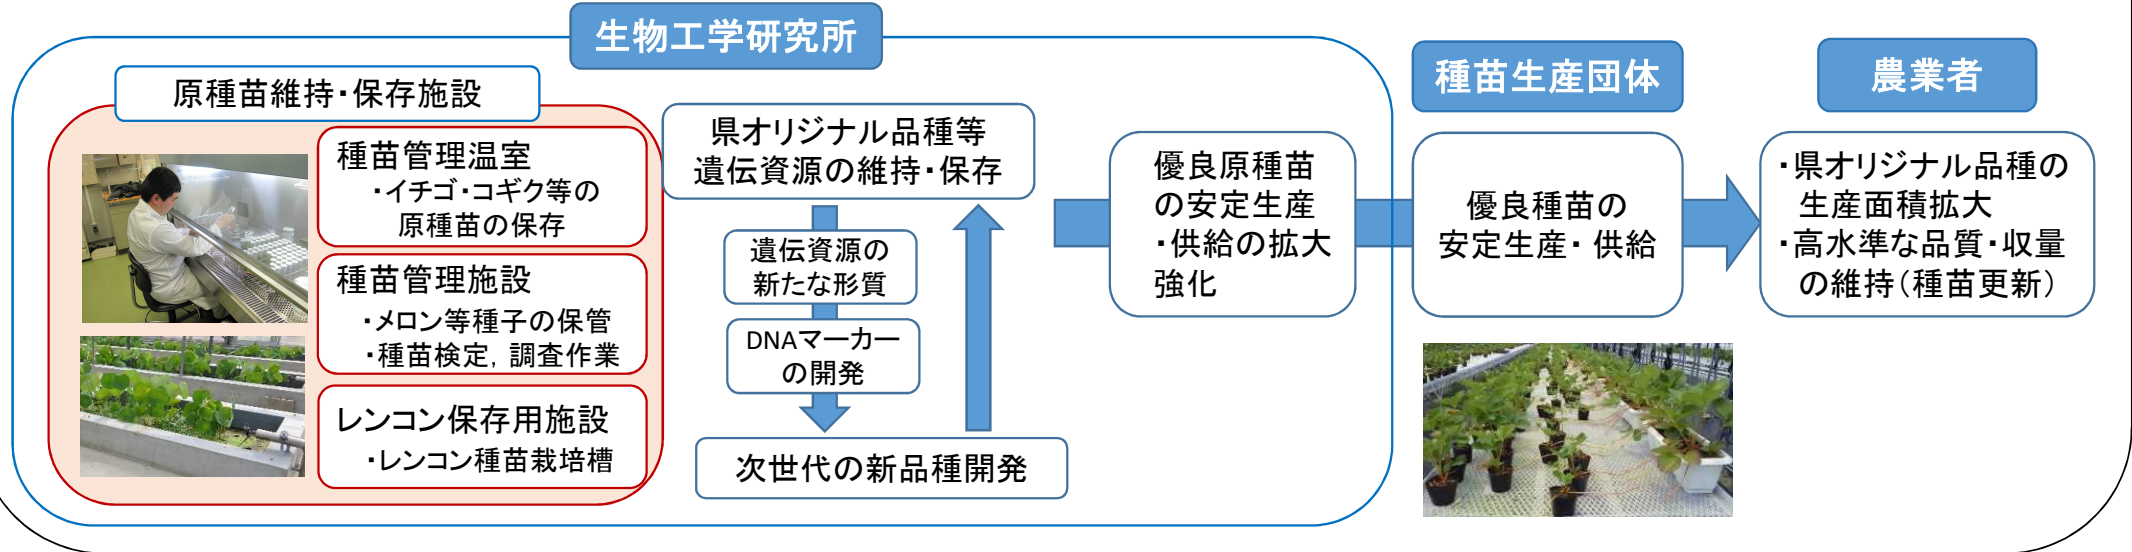 生物工学研究所
原種苗維持・保存施設
種苗管理温室
・イチゴ・コギク等の
原種苗の保存
種苗管理施設
・メロン等種子の保管
・種苗検定，調査作業
レンコン保存用施設
・レンコン種苗栽培槽
県オリジナル品種等
遺伝資源の維持・保存
遺伝資源の
新たな形質
DNAマーカー
の開発
次世代の新品種開発
優良原種苗
の安定生産
・供給の拡大
強化
種苗生産団体
優良種苗の
安定生産・供給
農業者
・県オリジナル品種の
生産面積拡大
・高水準な品質・収量
の維持（種苗更新）